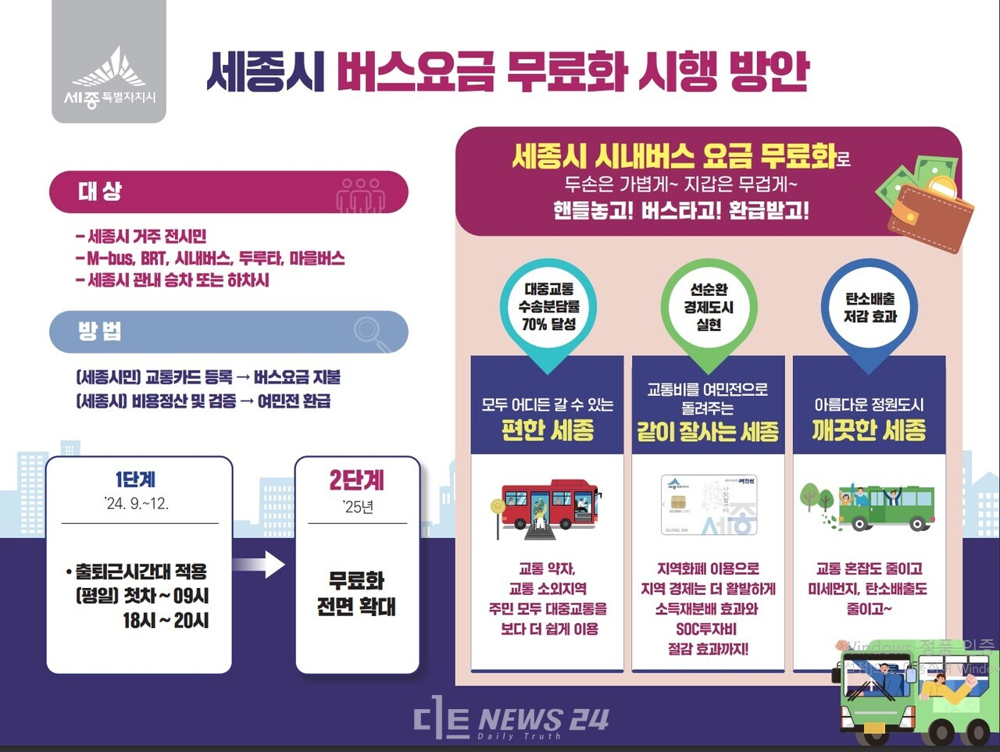 세종특별자치시
세종시 버스요금 무료화 시행 방안
대상
- 세종시 거주 전시민
- M-bus, BRT, 시내버스, 두루타, 마을버스
- 세종시 관내 승차 또는 하차시
방법
(세종시민) 교통카드 등록 → 버스요금 지불
(세종시) 비용정산 및 검증 → 여민전 환급
1단계
'24. 9.~12.
• 출퇴근시간대 적용
(평일) 첫차 ~ 09시
18시 ~ 20시
2단계
'25년
무료화
전면 확대
세종시 시내버스 요금 무료화로
두손은 가볍게~ 지갑은 무겁게~
핸들놓고! 버스타고! 환급받고!
대중교통
수송분담률
70% 달성
모두 어디든 갈 수 있는
편한 세종
교통 약자,
교통 소외지역
주민 모두 대중교통을
보다 더 쉽게 이용
선순환
경제도시
실현
교통비를 여민전으로
돌려주는
같이 잘사는 세종
세종특별자치시 여민전
세종
SEJONG, KIM
지역화폐 이용으로
지역 경제는 더 활발하게
소득재분배 효과와
SOC투자비
절감 효과까지!
탄소배출
저감 효과
아름다운 정원도시
깨끗한 세종
교통 혼잡도 줄이고
미세먼지, 탄소배출도
줄이고~
Windows 정품 인증
디트NEWS 24
Daily Truth